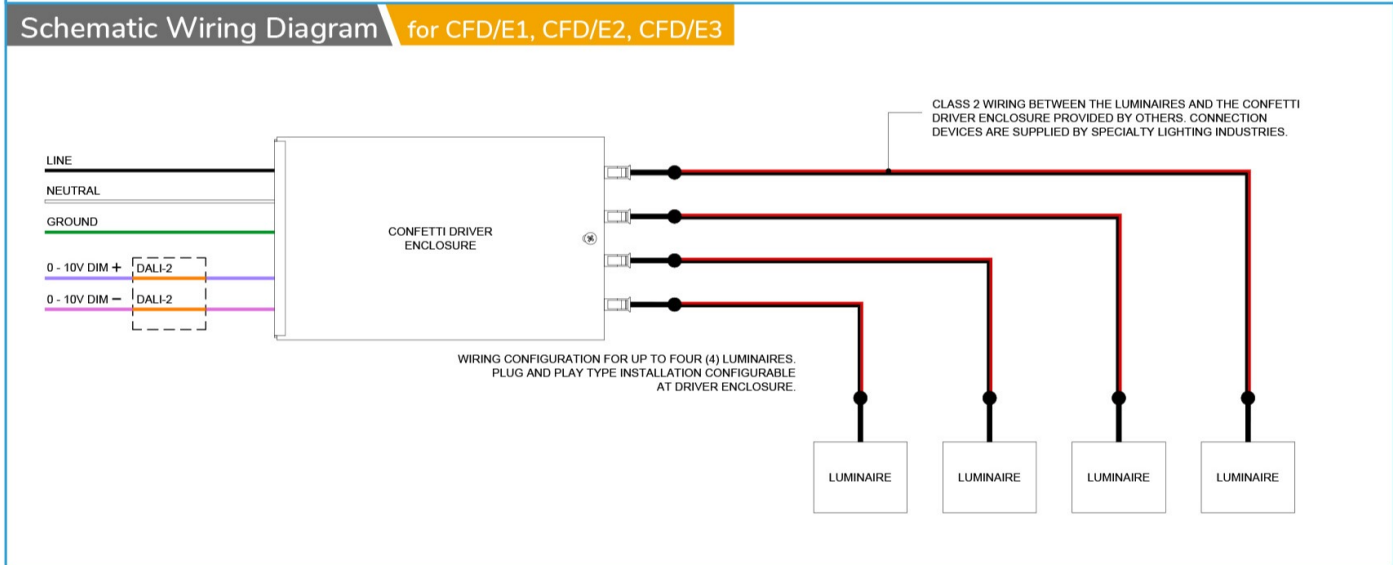 Schematic Wiring Diagram for CFD/E1, CFD/E2, CFD/E3
CLASS 2 WIRING BETWEEN THE LUMINAIRES AND THE CONFETTI
DRIVER ENCLOSURE PROVIDED BY OTHERS. CONNECTION
DEVICES ARE SUPPLIED BY SPECIALTY LIGHTING INDUSTRIES.
LINE
NEUTRAL
GROUND
0 - 10V DIM + DALI-2
0 - 10V DIM − DALI-2
CONFETTI DRIVER
ENCLOSURE
WIRING CONFIGURATION FOR UP TO FOUR (4) LUMINAIRES.
PLUG AND PLAY TYPE INSTALLATION CONFIGURABLE
AT DRIVER ENCLOSURE.
LUMINAIRE LUMINAIRE LUMINAIRE LUMINAIRE